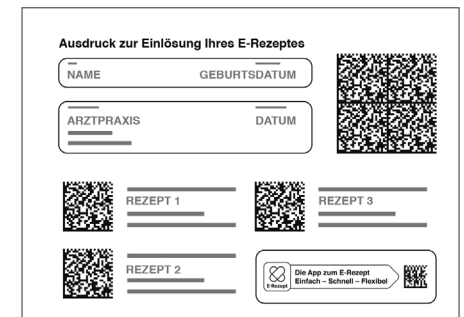 Ausdruck zur Einlösung Ihres E-Rezeptes
NAME GEBURTSDATUM
ARZTPRAXIS DATUM
REZEPT 1
REZEPT 3
REZEPT 2
E-Rezept
Die App zum E-Rezept
Einfach – Schnell – Flexibel